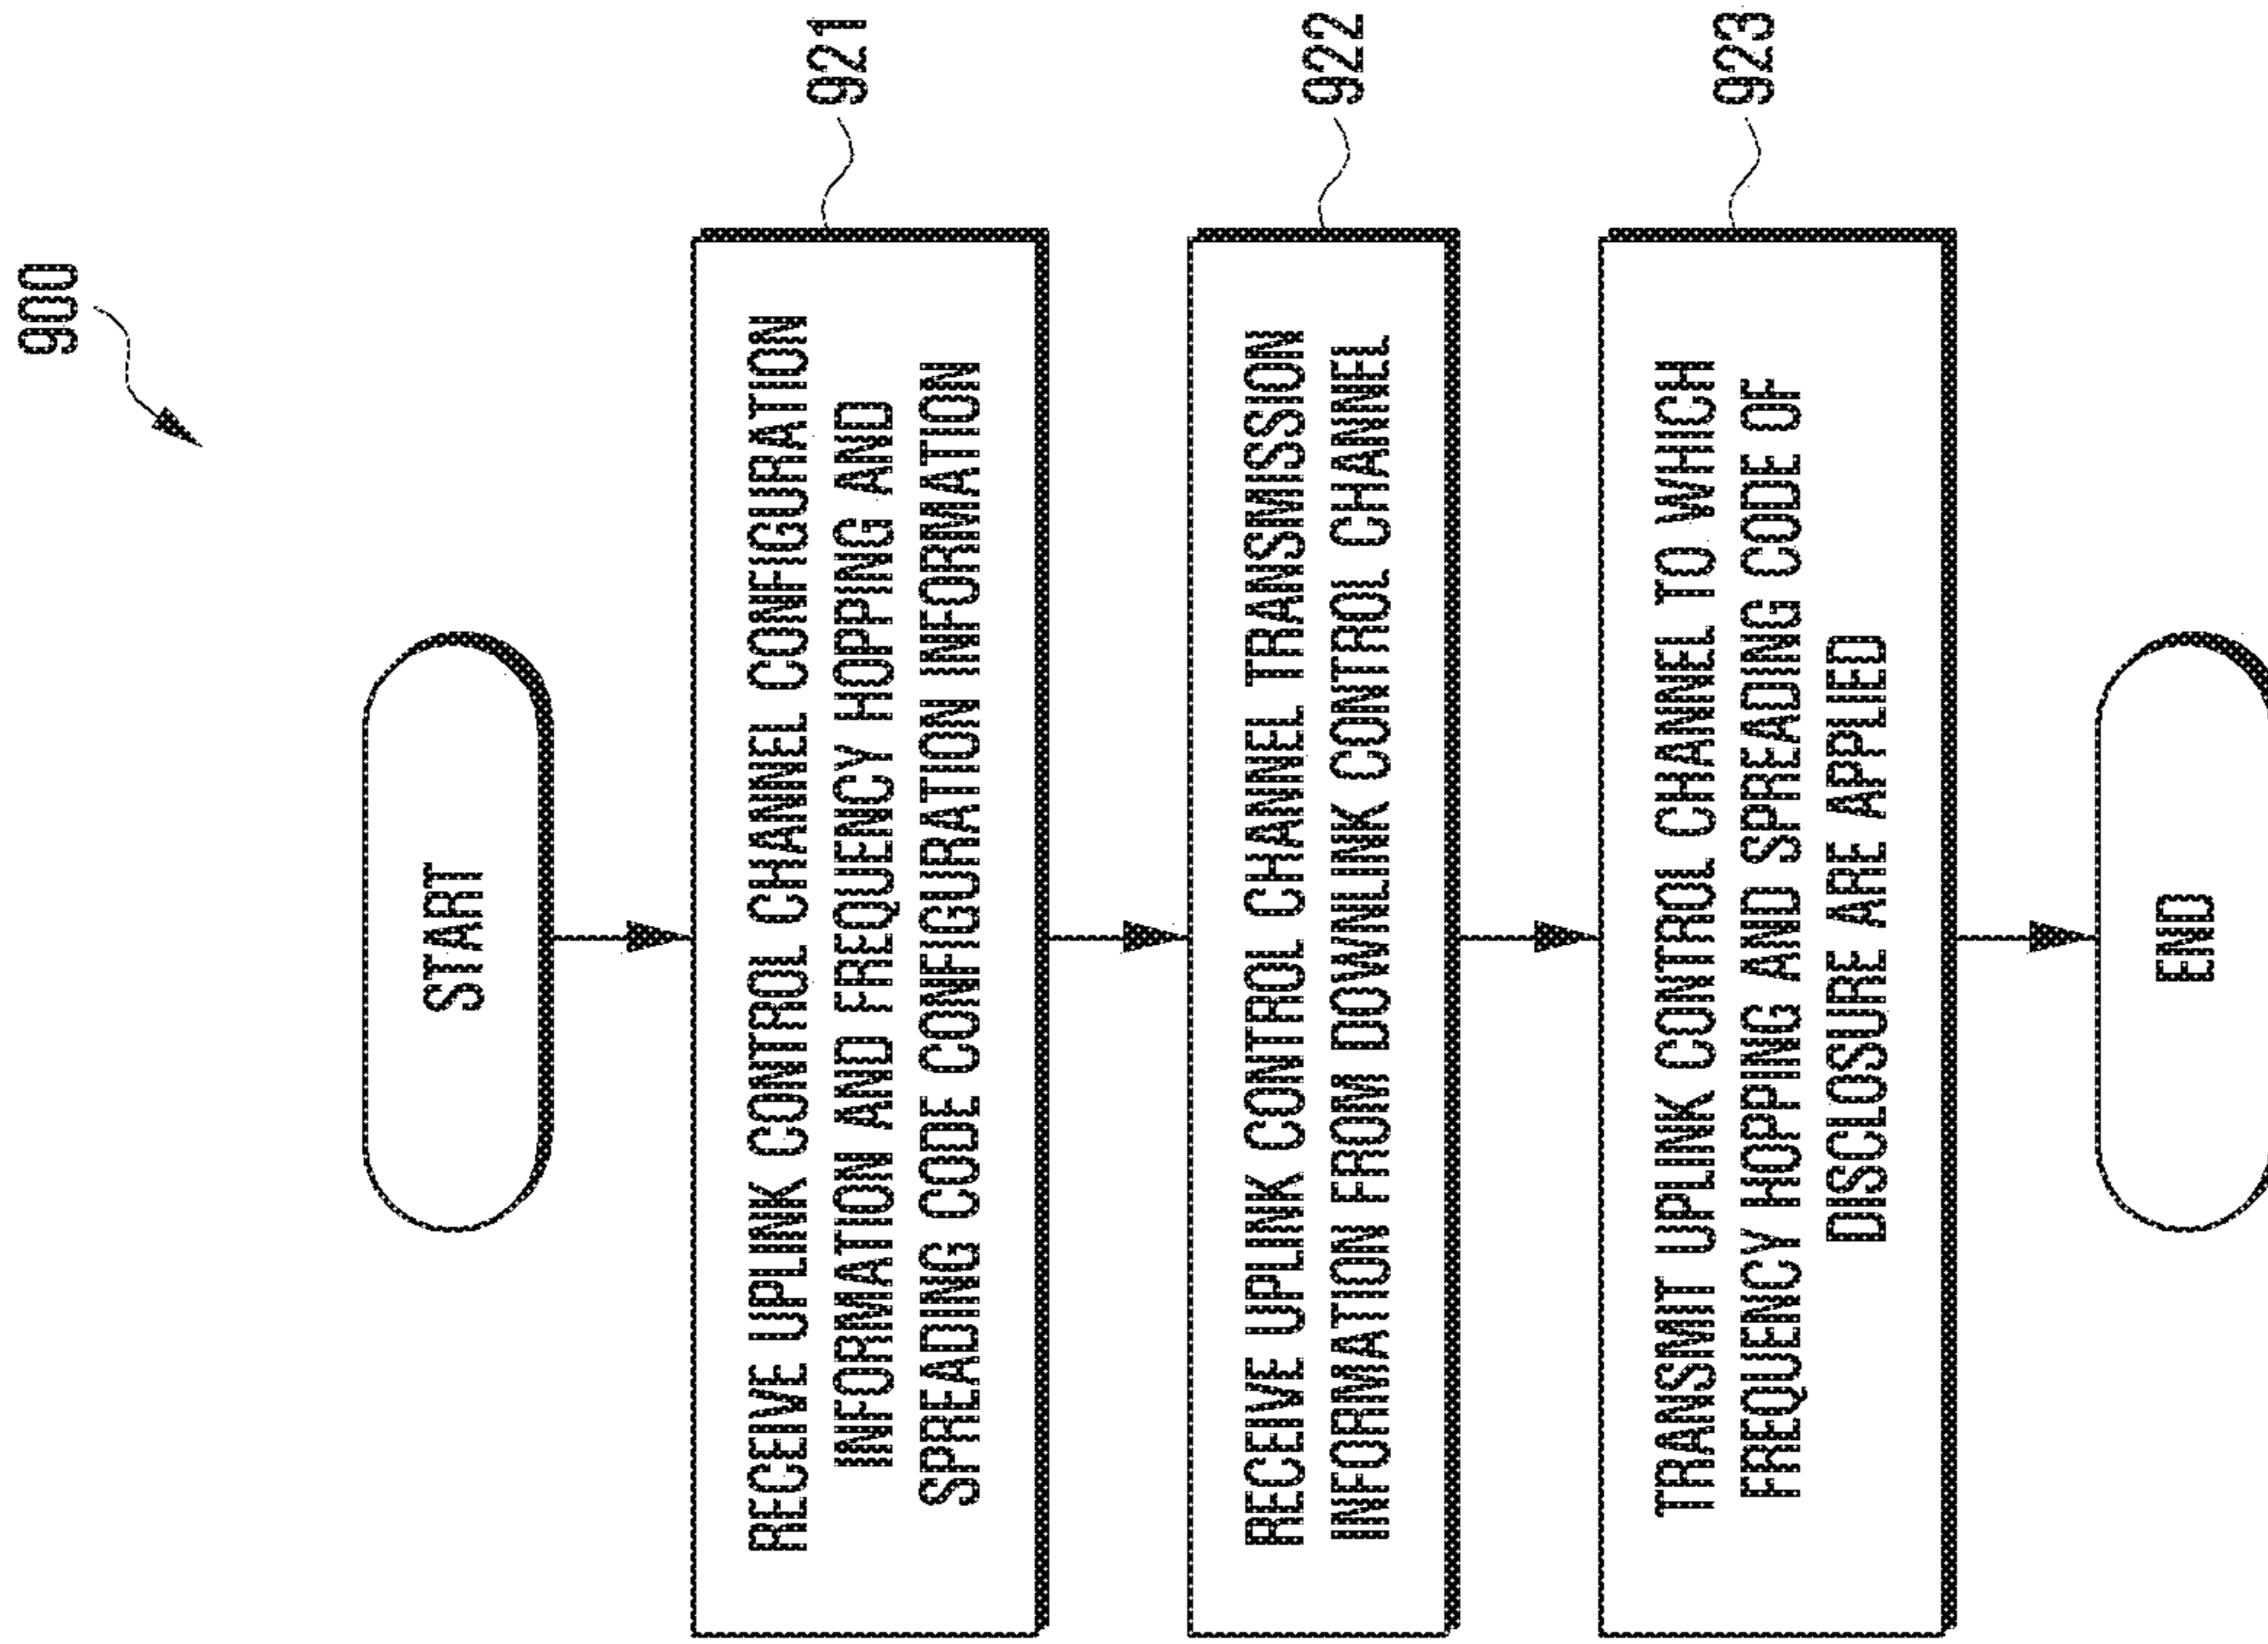 900
START
RECEIVE UPLINK CONTROL CHANNEL CONFIGURATION
INFORMATION AND FREQUENCY HOPPING AND
SPREADING CODE CONFIGURATION INFORMATION
921
RECEIVE UPLINK CONTROL CHANNEL TRANSMISSION
INFORMATION FROM DOWNLINK CONTROL CHANNEL
922
TRANSMIT UPLINK CONTROL CHANNEL TO WHICH
FREQUENCY HOPPING AND SPREADING CODE OF
DISCLOSURE ARE APPLIED
923
END